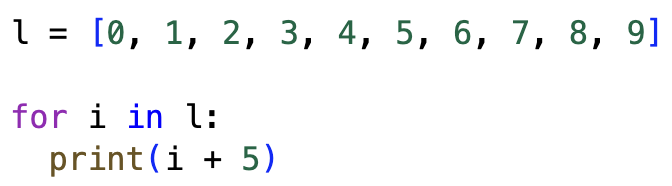 l = [0, 1, 2, 3, 4, 5, 6, 7, 8, 9]

for i in l:
  print(i + 5)